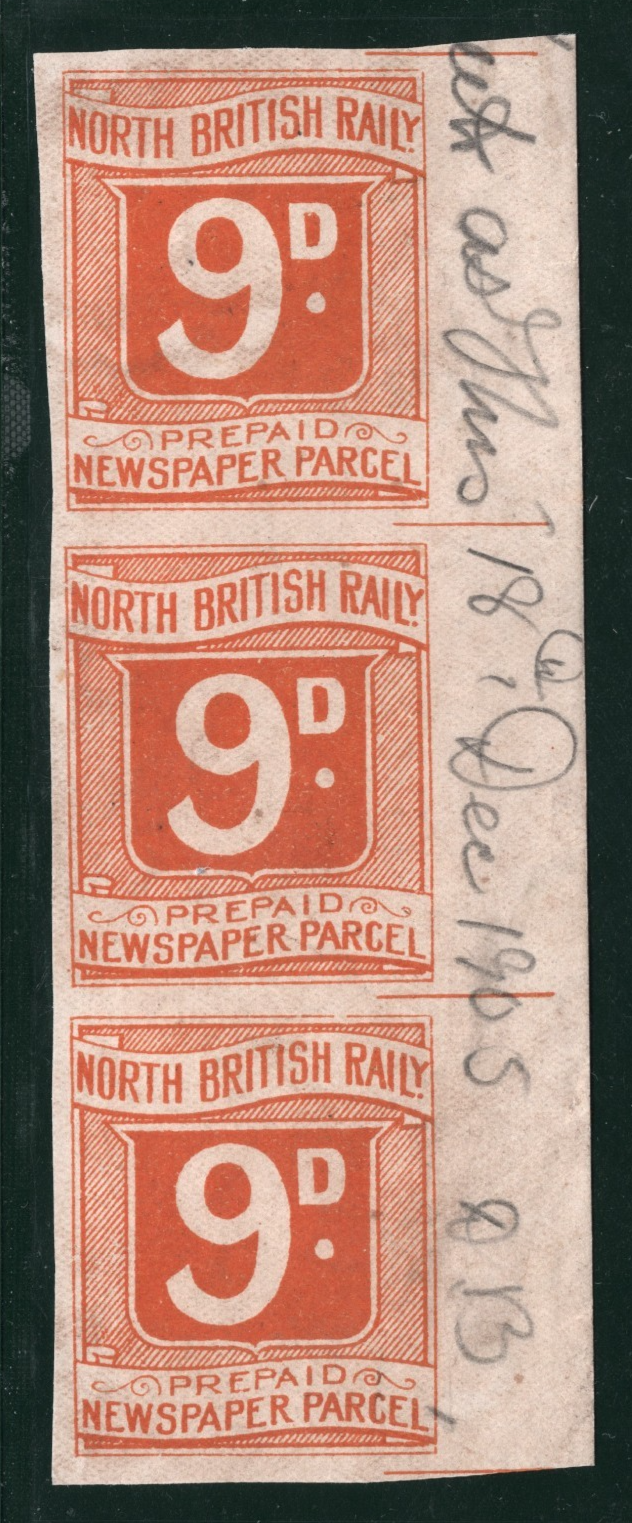 NORTH BRITISH RAILY.
9D.
PREPAID
NEWSPAPER PARCEL
NORTH BRITISH RAILY.
9D.
PREPAID
NEWSPAPER PARCEL
NORTH BRITISH RAILY.
9D.
PREPAID
NEWSPAPER PARCEL
as this 18th Dec 1905